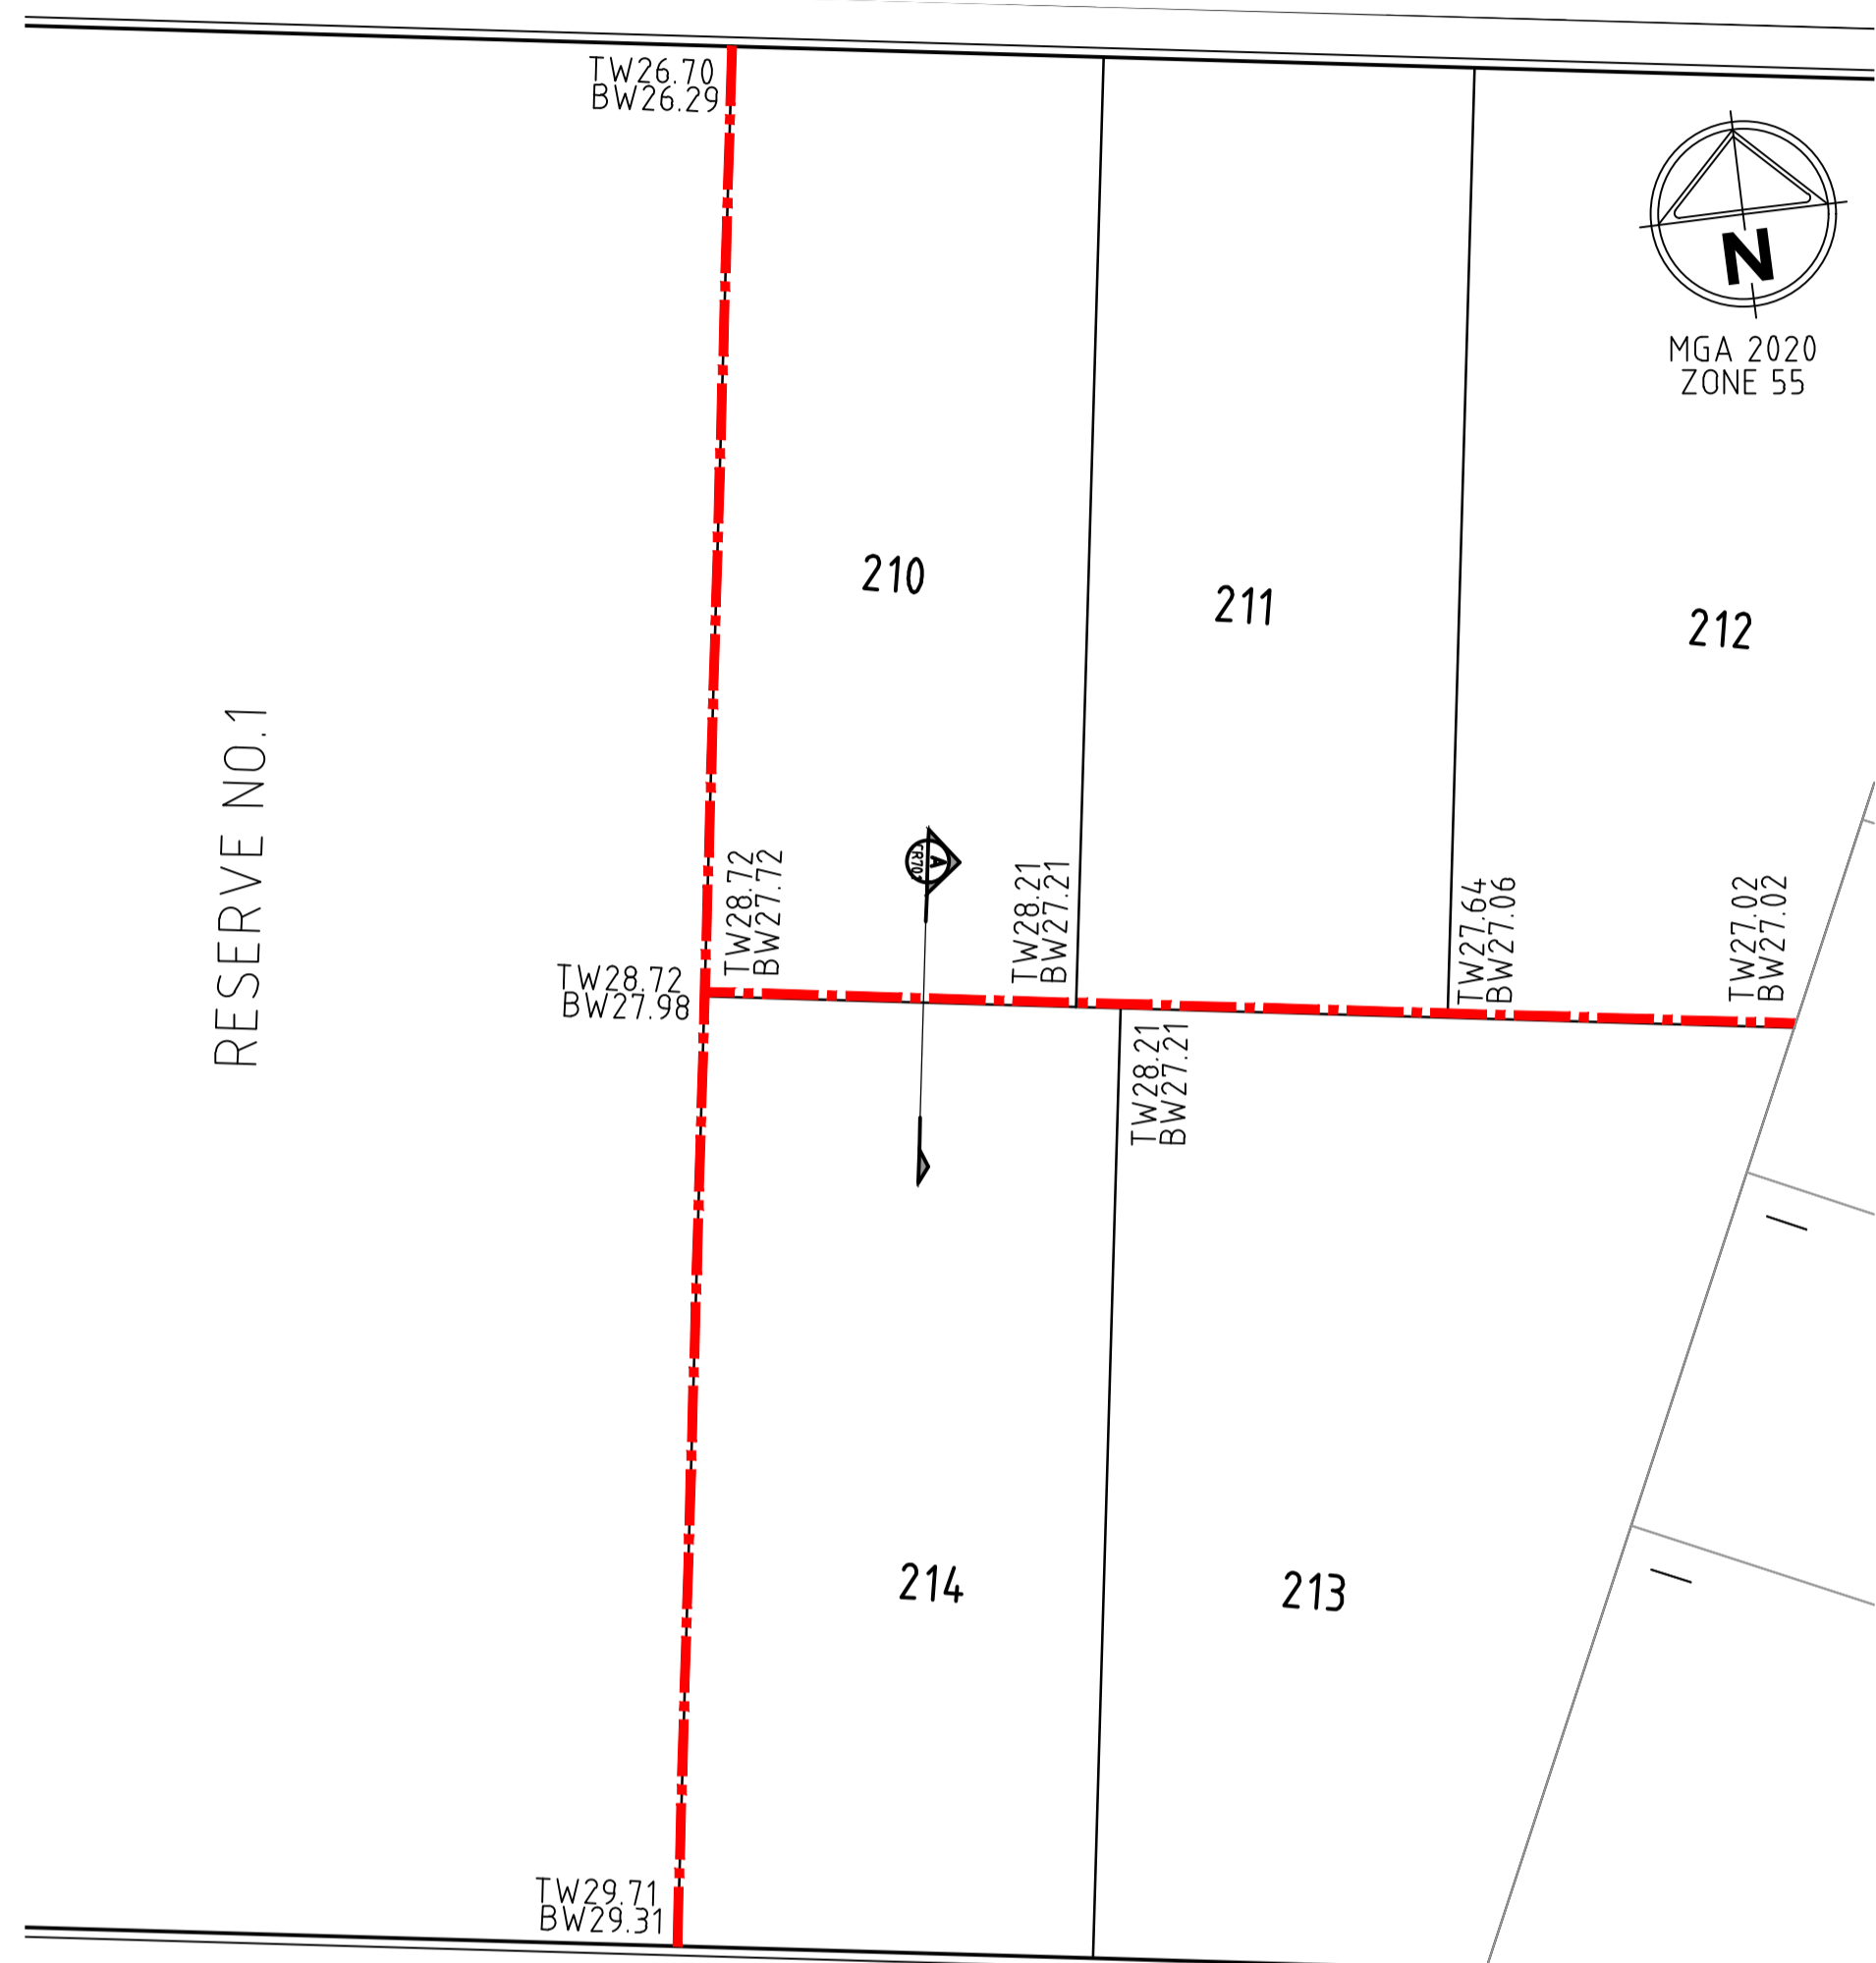 TW26.70
BW26.29
N
MGA 2020
ZONE 55
210
211
212
RESERVE NO.1
A
TW28.72
BW27.72
TW28.21
BW27.21
TW27.64
BW27.06
TW27.02
BW27.02
TW28.72
BW27.98
TW28.21
BW27.21
214
213
TW29.71
BW29.31